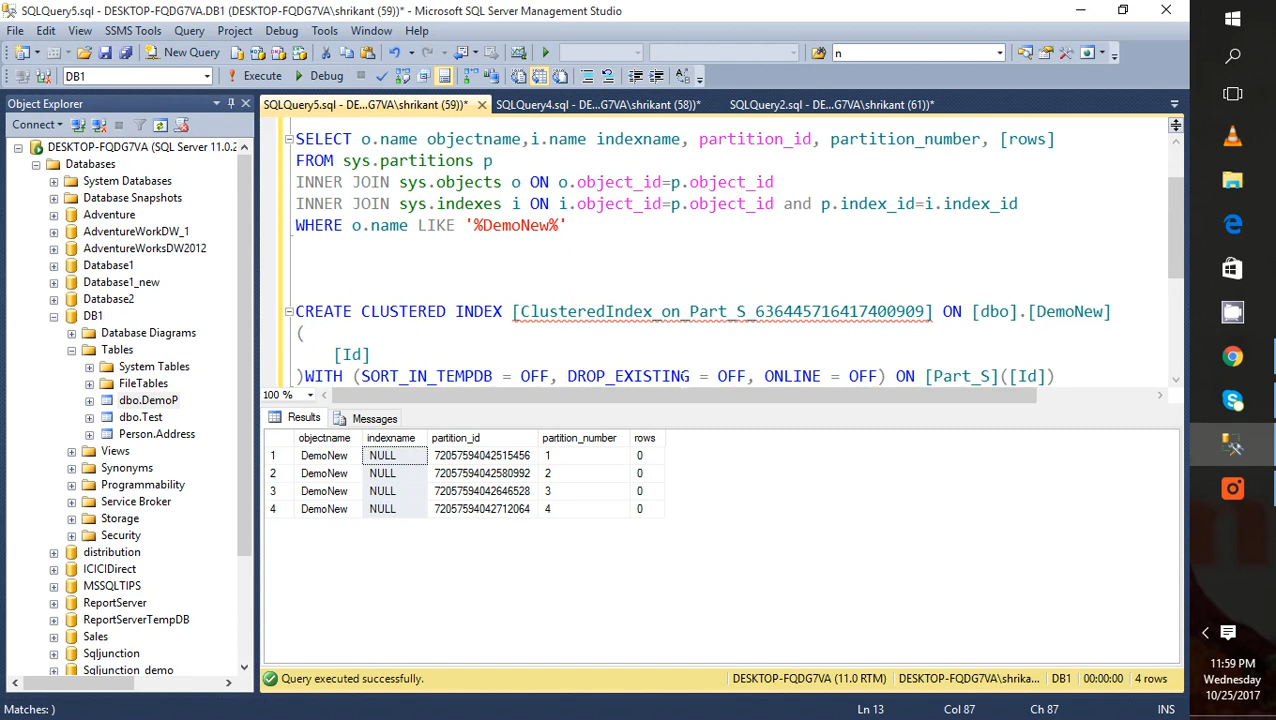 SQLQuery5.sql - DESKTOP-FQDG7VA.DB1 (DESKTOP-FQDG7VA\shrikant (59))* - Microsoft SQL Server Management Studio
File Edit View SSMS Tools Query Project Debug Tools Window Help
New Query n
DB1 Execute Debug
Object Explorer
SQLQuery5.sql - DE...G7VA\shrikant (59))* SQLQuery4.sql - DE...G7VA\shrikant (58))* SQLQuery2.sql - DE...G7VA\shrikant (61))*
Connect
DESKTOP-FQDG7VA (SQL Server 11.0.2
Databases
System Databases
Database Snapshots
Adventure
AdventureWorkDW_1
AdventureWorksDW2012
Database1
Database1_new
Database2
DB1
Database Diagrams
Tables
System Tables
FileTables
dbo.DemoP
dbo.Test
Person.Address
Views
Synonyms
Programmability
Service Broker
Storage
Security
distribution
ICICIDirect
MSSQLTIPS
ReportServer
ReportServerTempDB
Sales
Sqljunction
Sqljunction_demo
SELECT o.name objectname,i.name indexname, partition_id, partition_number, [rows]
FROM sys.partitions p
INNER JOIN sys.objects o ON o.object_id=p.object_id
INNER JOIN sys.indexes i ON i.object_id=p.object_id and p.index_id=i.index_id
WHERE o.name LIKE '%DemoNew%'
CREATE CLUSTERED INDEX [ClusteredIndex_on_Part_S_636445716417400909] ON [dbo].[DemoNew]
(
[Id]
)WITH (SORT_IN_TEMPDB = OFF, DROP_EXISTING = OFF, ONLINE = OFF) ON [Part_S]([Id])
100 %
Results Messages
objectname indexname partition_id partition_number rows
1 DemoNew NULL 72057594042515456 1 0
2 DemoNew NULL 72057594042580992 2 0
3 DemoNew NULL 72057594042646528 3 0
4 DemoNew NULL 72057594042712064 4 0
Query executed successfully. DESKTOP-FQDG7VA (11.0 RTM) DESKTOP-FQDG7VA\shrika... DB1 00:00:00 4 rows
Matches: ) Ln 13 Col 87 Ch 87 INS
11:59 PM
Wednesday
10/25/2017